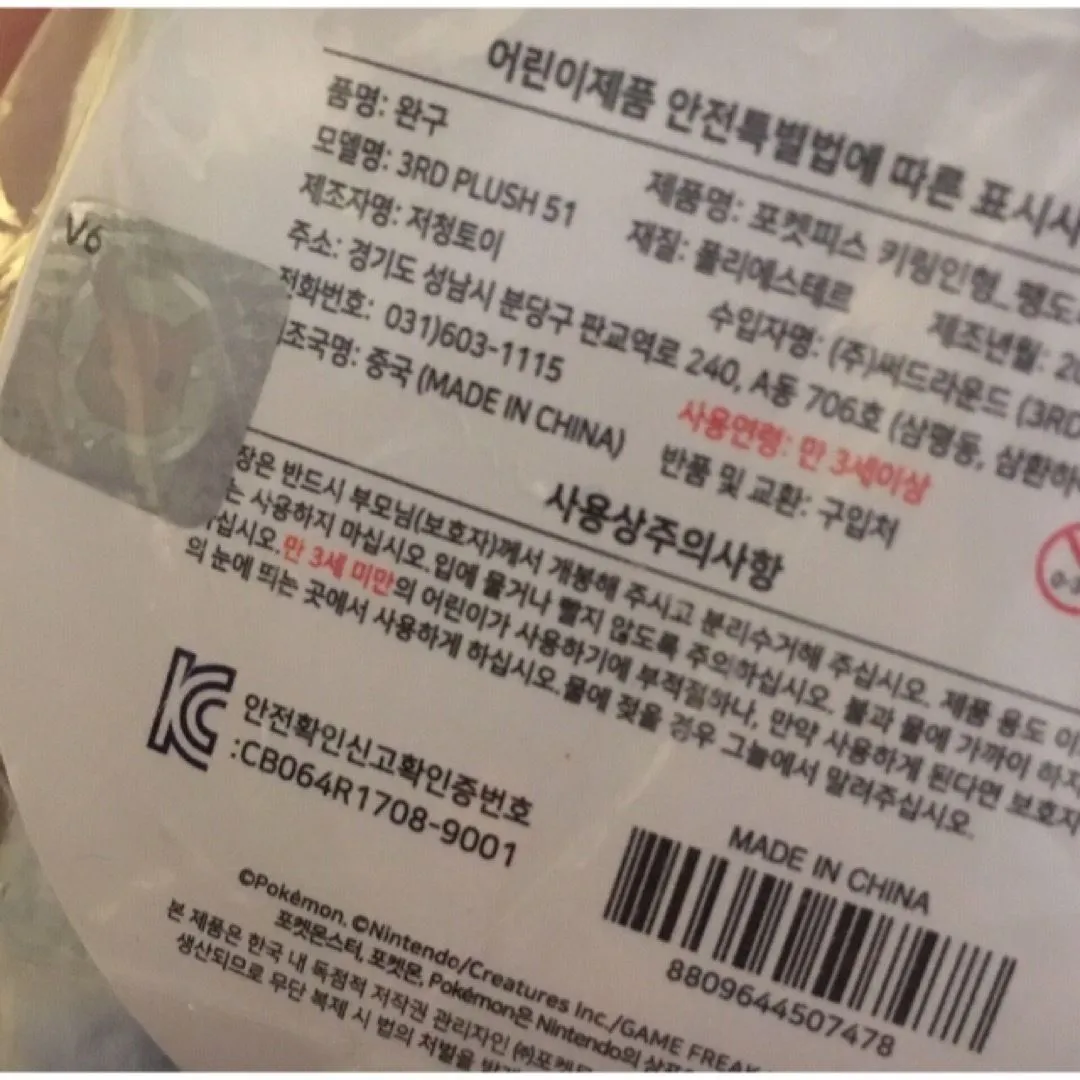 어린이제품 안전특별법에 따른 표시사
품명: 완구
제품명: 포켓피스 키링인형_팽도
모델명: 3RD PLUSH 51
재질: 폴리에스테르
제조년월: 20
제조자명: 저청토이
수입자명: (주)써드라운드 (3RD
주소: 경기도 성남시 분당구 판교역로 240, A동 706호 (삼평동, 삼환하
전화번호: 031)603-1115
사용연령: 만 3세이상
제조국명: 중국 (MADE IN CHINA)
반품 및 교환: 구입처
사용상주의사항
장은 반드시 부모님(보호자)께서 개봉해 주시고 분리수거해 주십시오. 제품 용도 이
는 사용하지 마십시오.입에 물거나 빨지 않도록 주의하십시오. 불과 물에 가까이 하지
십시오.만 3세 미만의 어린이가 사용하기에 부적절하나, 만약 사용하게 된다면 보호자
의 눈에 띄는 곳에서 사용하게 하십시오.물에 젖을 경우 그늘에서 말려주십시오.
V6
0-3
KC
안전확인신고확인증번호
:CB064R1708-9001
MADE IN CHINA
8809644507478
©Pokémon. ©Nintendo/Creatures Inc./GAME FREAK
포켓몬스터, 포켓몬, Pokémon은 Nintendo의 상표
본 제품은 한국 내 독점적 저작권 관리자인 ㈜포켓
생산되므로 무단 복제 시 법의 처벌을 받